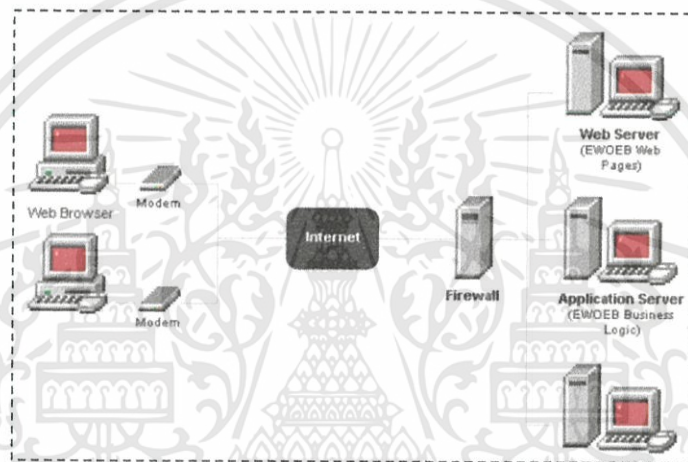 Web Server
(EWOEB Web
Pages)
Modem
Web Browser
Internet
Firewall
Application Server
(EWOEB Business
Logic)
Modem